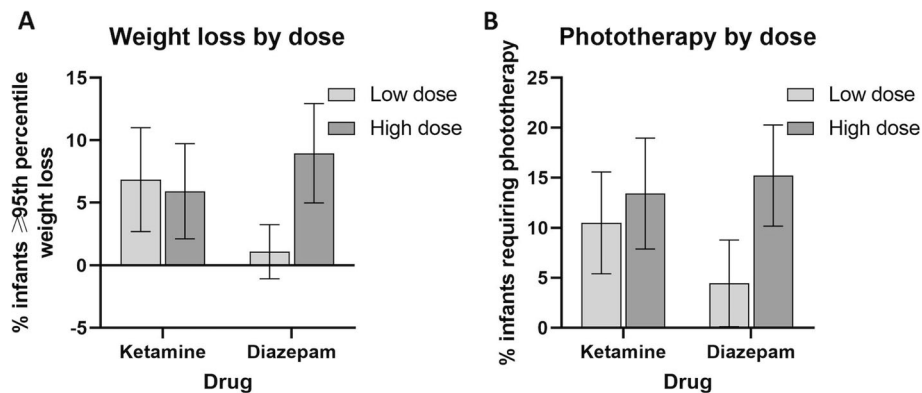 A
Weight loss by dose
% infants ⩾95th percentile
weight loss
15
10
5
0
-5
Low dose
High dose
Ketamine
Diazepam
Drug
B
Phototherapy by dose
% infants requiring phototherapy
25
20
15
10
5
0
Low dose
High dose
Ketamine
Diazepam
Drug